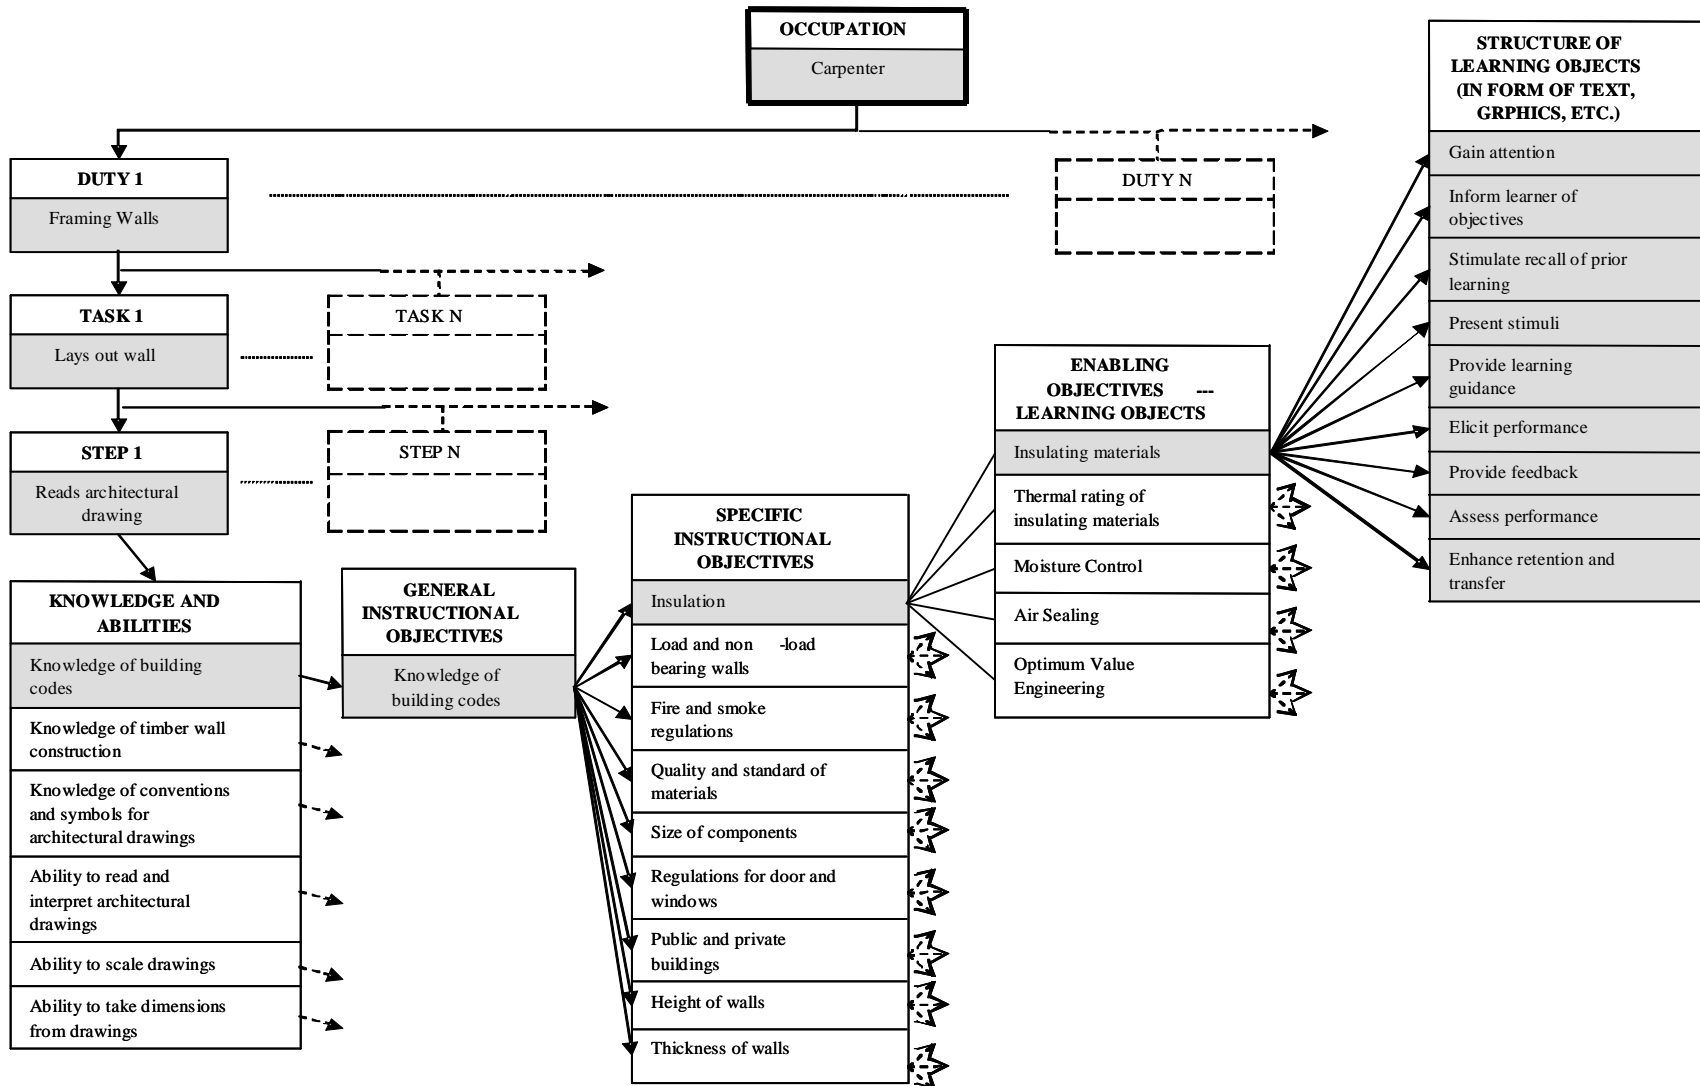 OCCUPATION
Carpenter
STRUCTURE OF
LEARNING OBJECTS
(IN FORM OF TEXT,
GRPHICS, ETC.)
Gain attention
Inform learner of
objectives
Stimulate recall of prior
learning
Present stimuli
Provide learning
guidance
Elicit performance
Provide feedback
Assess performance
Enhance retention and
transfer
DUTY 1
Framing Walls
DUTY N
TASK 1
Lays out wall
TASK N
STEP 1
Reads architectural
drawing
STEP N
KNOWLEDGE AND
ABILITIES
Knowledge of building
codes
Knowledge of timber wall
construction
Knowledge of conventions
and symbols for
architectural drawings
Ability to read and
interpret architectural
drawings
Ability to scale drawings
Ability to take dimensions
from drawings
GENERAL
INSTRUCTIONAL
OBJECTIVES
Knowledge of
building codes
SPECIFIC
INSTRUCTIONAL
OBJECTIVES
Insulation
Load and non -load
bearing walls
Fire and smoke
regulations
Quality and standard of
materials
Size of components
Regulations for door and
windows
Public and private
buildings
Height of walls
Thickness of walls
ENABLING
OBJECTIVES ---
LEARNING OBJECTS
Insulating materials
Thermal rating of
insulating materials
Moisture Control
Air Sealing
Optimum Value
Engineering